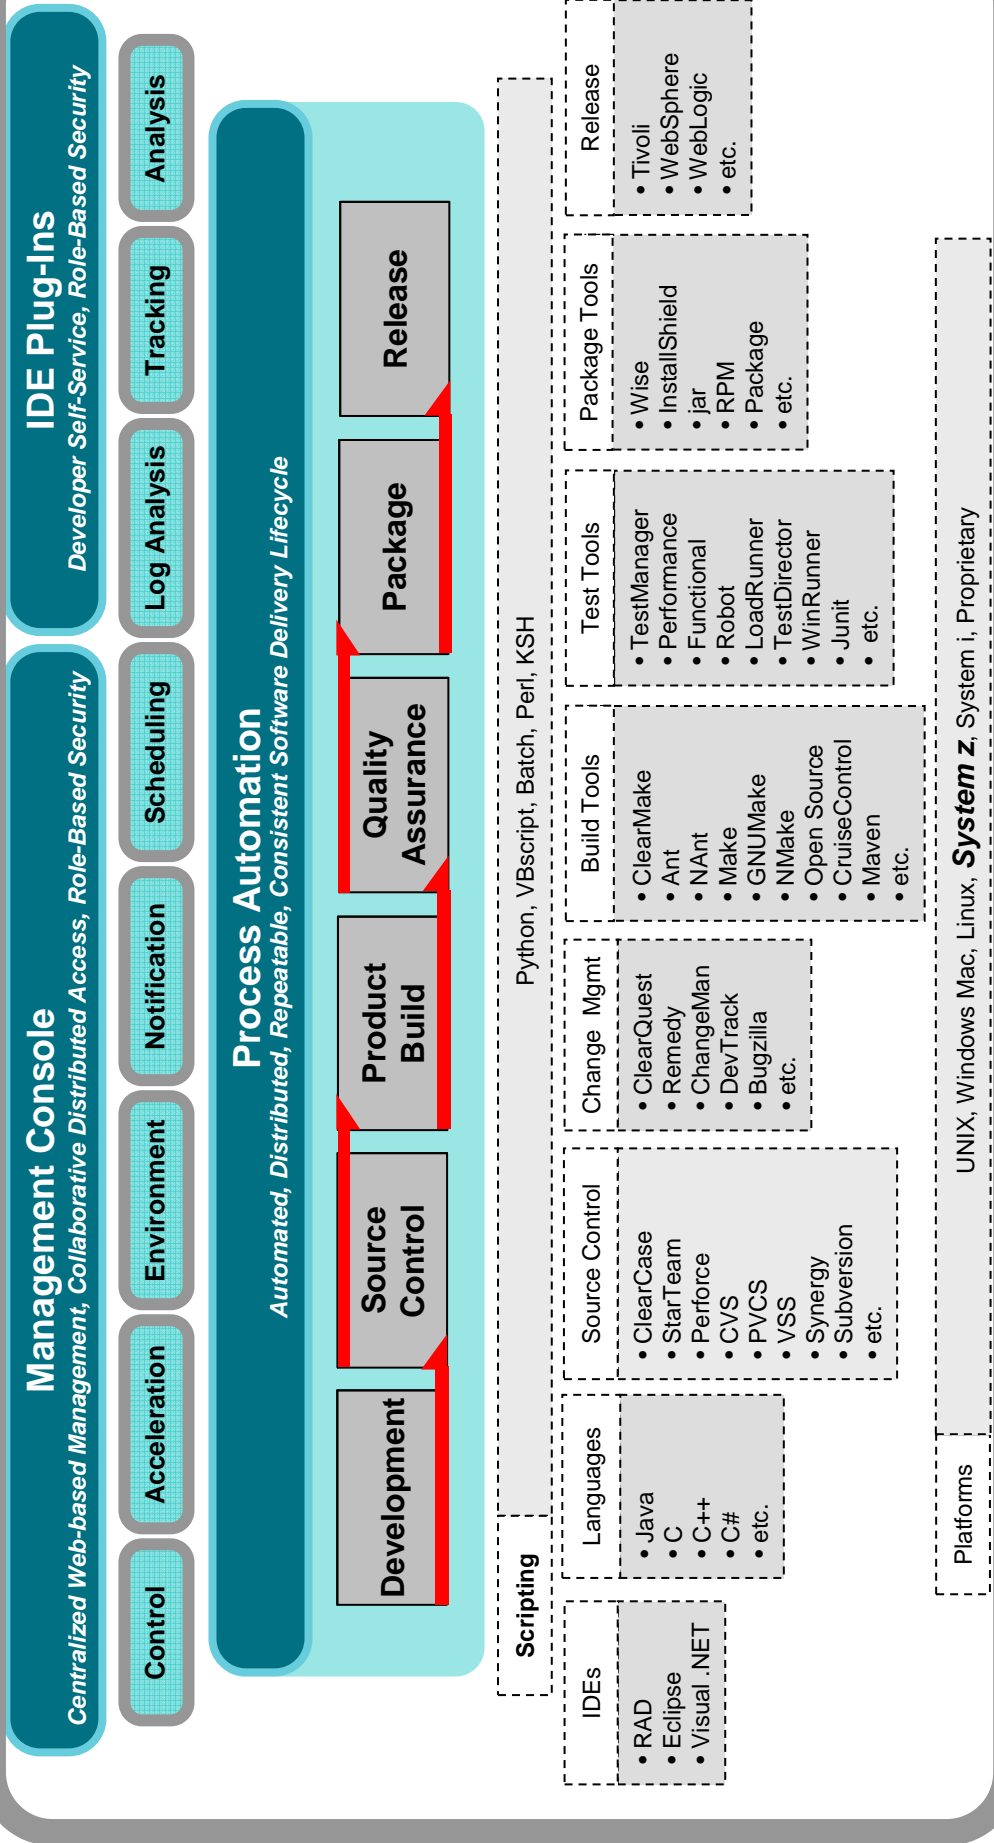 Management Console
Centralized Web-based Management, Collaborative Distributed Access, Role-Based Security
IDE Plug-Ins
Developer Self-Service, Role-Based Security
Control
Acceleration
Environment
Notification
Scheduling
Log Analysis
Tracking
Analysis
Process Automation
Automated, Distributed, Repeatable, Consistent Software Delivery Lifecycle
Development
Source
Control
Product
Build
Quality
Assurance
Package
Release
Scripting
Python, VBscript, Batch, Perl, KSH
IDEs
• RAD
• Eclipse
• Visual .NET
Languages
• Java
• C
• C++
• C#
• etc.
Source Control
• ClearCase
• StarTeam
• Perforce
• CVS
• PVCS
• VSS
• Synergy
• Subversion
• etc.
Change Mgmt
• ClearQuest
• Remedy
• ChangeMan
• DevTrack
• Bugzilla
• etc.
Build Tools
• ClearMake
• Ant
• NAnt
• Make
• GNUMake
• NMake
• Open Source
• CruiseControl
• Maven
• etc.
Test Tools
• TestManager
• Performance
• Functional
• Robot
• LoadRunner
• TestDirector
• WinRunner
• Junit
• etc.
Package Tools
• Wise
• InstallShield
• jar
• RPM
• Package
• etc.
Release
• Tivoli
• WebSphere
• WebLogic
• etc.
Platforms
UNIX, Windows Mac, Linux, System z, System i, Proprietary